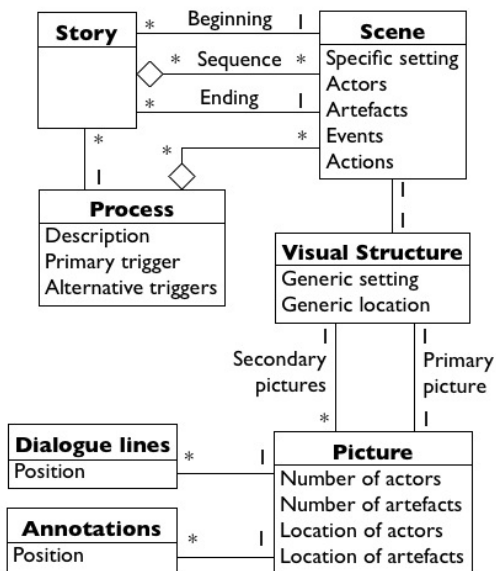 Story
* Beginning I
Scene
Specific setting
Actors
Artefacts
Events
Actions
* Sequence *
* Ending I
*
I
* *
Process
Description
Primary trigger
Alternative triggers
I
I
Visual Structure
Generic setting
Generic location
I I
Secondary pictures
Primary picture
* I
Dialogue lines
Position
* I
Picture
Number of actors
Number of artefacts
Location of actors
Location of artefacts
Annotations
Position
* I